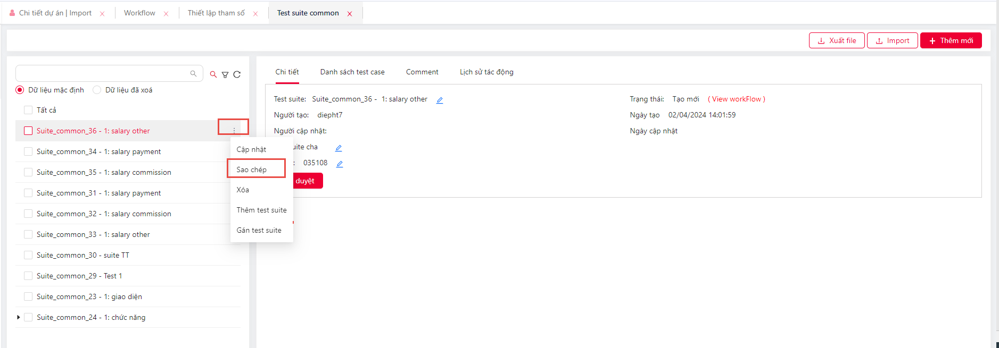 Chi tiết dự án | Import
Workflow
Thiết lập tham số
Test suite common
Xuất file
Import
Thêm mới
Dữ liệu mặc định
Dữ liệu đã xoá
Tất cả
Suite_common_36 - 1: salary other
Suite_common_34 - 1: salary payment
Suite_common_35 - 1: salary commission
Suite_common_31 - 1: salary payment
Suite_common_32 - 1: salary commission
Suite_common_33 - 1: salary other
Suite_common_30 - suite TT
Suite_common_29 - Test 1
Suite_common_23 - 1: giao diện
Suite_common_24 - 1: chức năng
Cập nhật
Sao chép
Xóa
Thêm test suite
Gán test suite
Chi tiết
Danh sách test case
Comment
Lịch sử tác động
Test suite: Suite_common_36 - 1: salary other
Người tạo: diepht7
Người cập nhật:
uite cha
: 035108
duyệt
Trạng thái: Tạo mới ( View workFlow )
Ngày tạo 02/04/2024 14:01:59
Ngày cập nhật